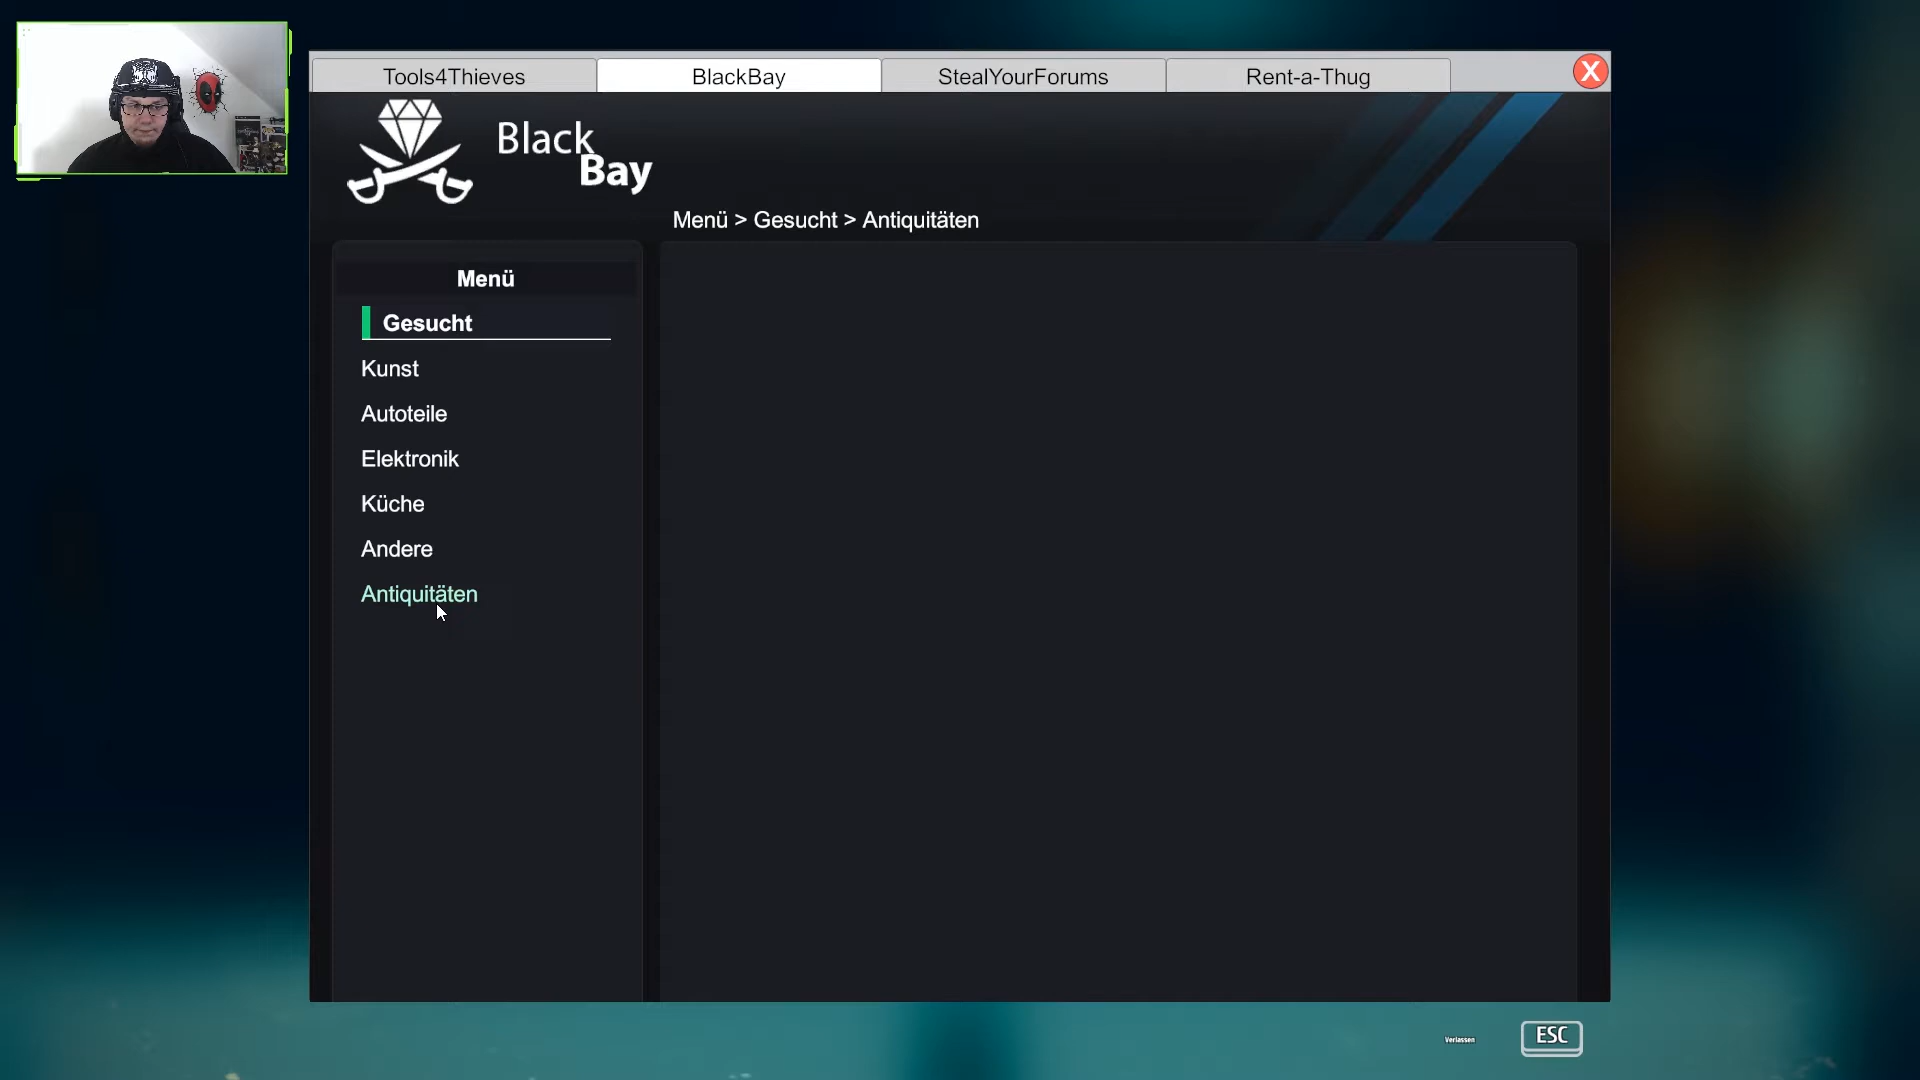 Tools4Thieves
BlackBay
StealYourForums
Rent-a-Thug
X
Black
Bay
Menü > Gesucht > Antiquitäten
Menü
Gesucht
Kunst
Autoteile
Elektronik
Küche
Andere
Antiquitäten
Verlassen
ESC